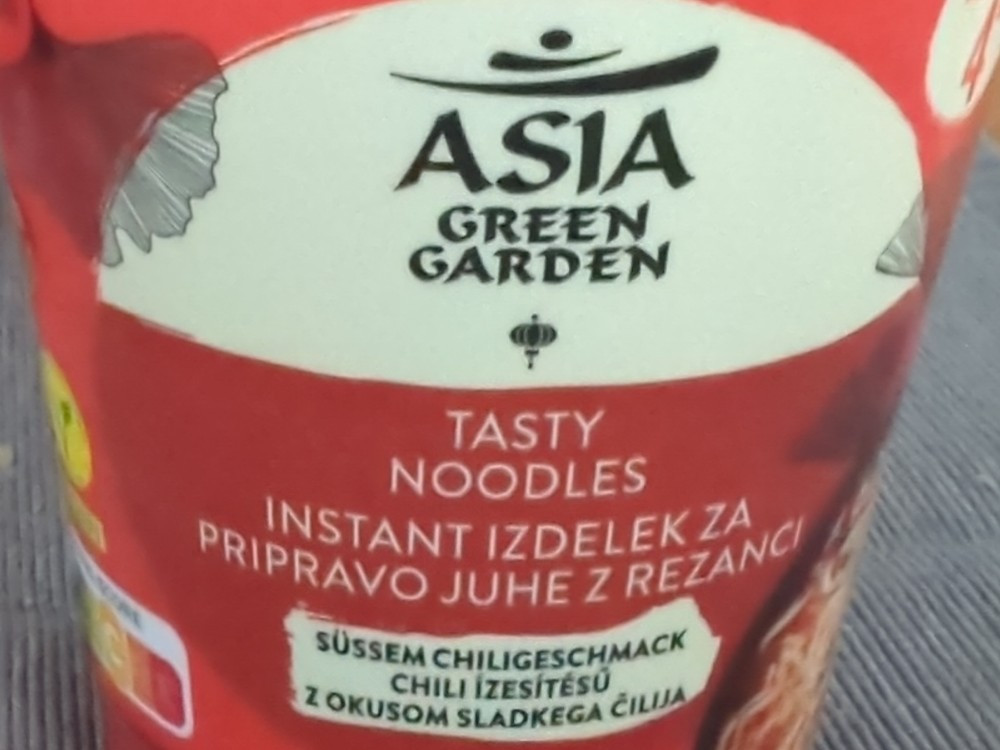 ASIA
GREEN
GARDEN
TASTY
NOODLES
INSTANT IZDELEK ZA
PRIPRAVO JUHE Z REZANCI
SÜSSEM CHILIGESCHMACK
CHILI ÍZESÍTÉSŰ
Z OKUSOM SLADKEGA ČILIJA